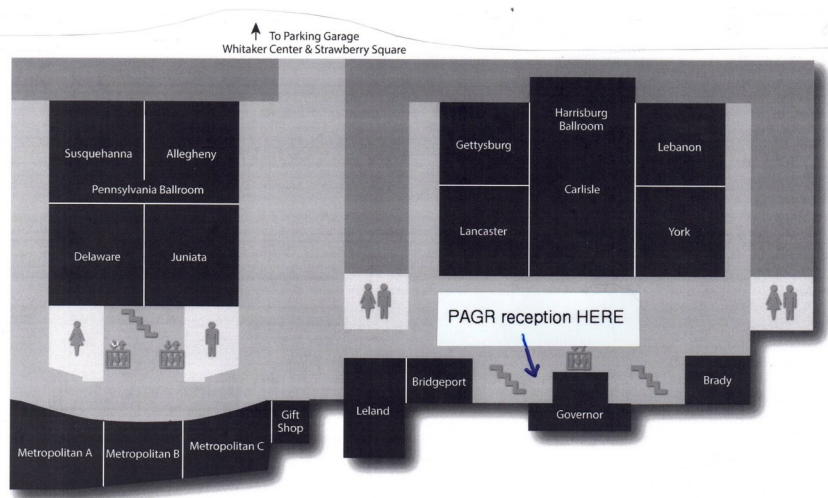 To Parking Garage
Whitaker Center & Strawberry Square
Susquehanna
Allegheny
Pennsylvania Ballroom
Delaware
Juniata
Gettysburg
Harrisburg
Ballroom
Lebanon
Carlisle
Lancaster
York
PAGR reception HERE
Metropolitan A
Metropolitan B
Metropolitan C
Gift
Shop
Leland
Bridgeport
Governor
Brady